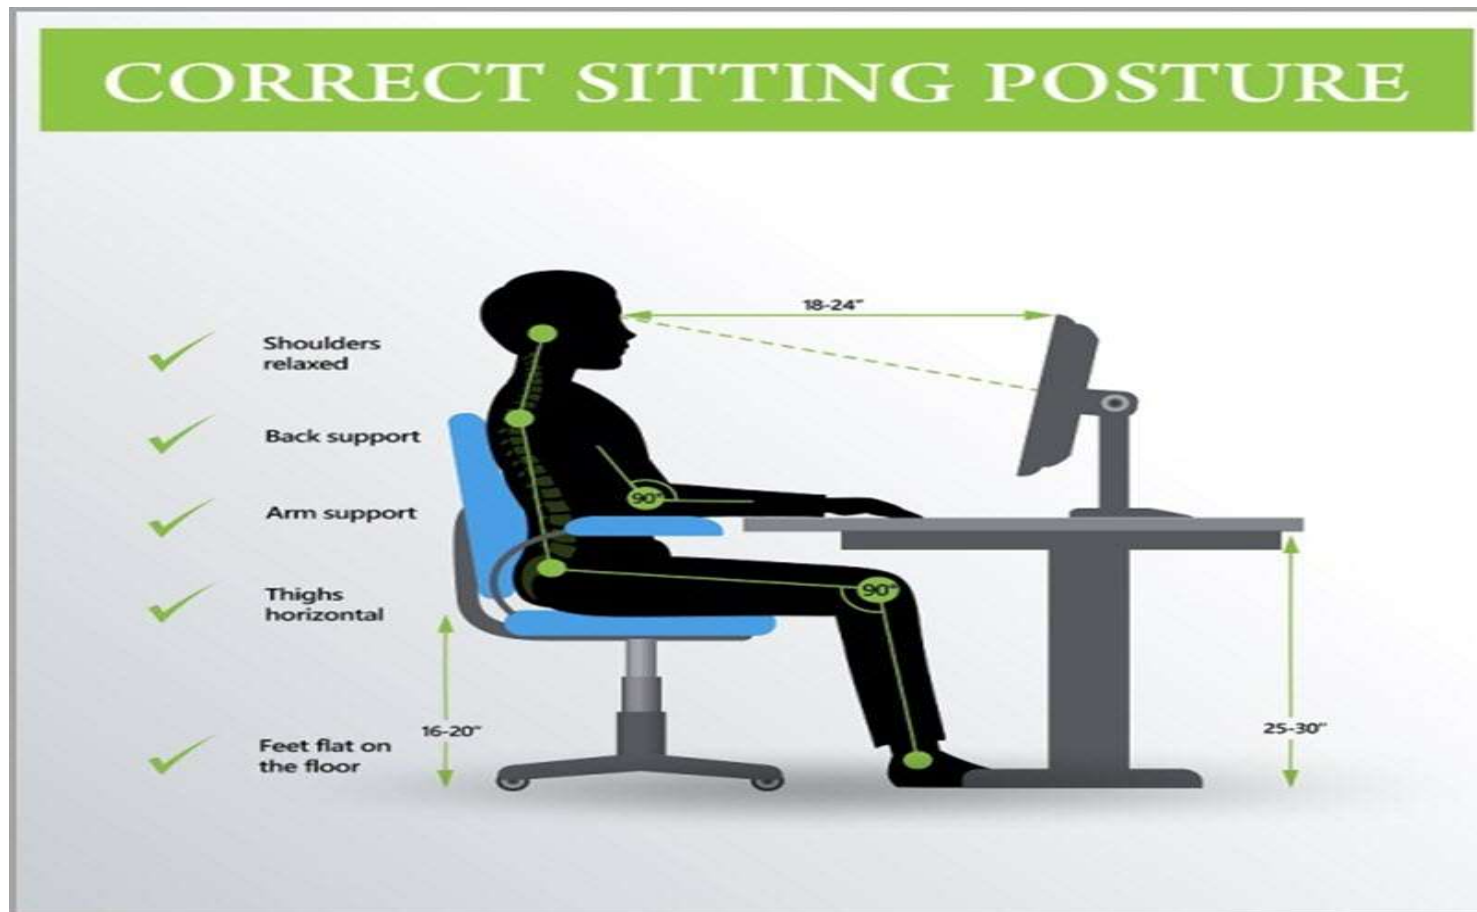 CORRECT SITTING POSTURE
18-24"
Shoulders
relaxed
Back support
Arm support
90°
Thighs
horizontal
90°
16-20"
25-30"
Feet flat on
the floor